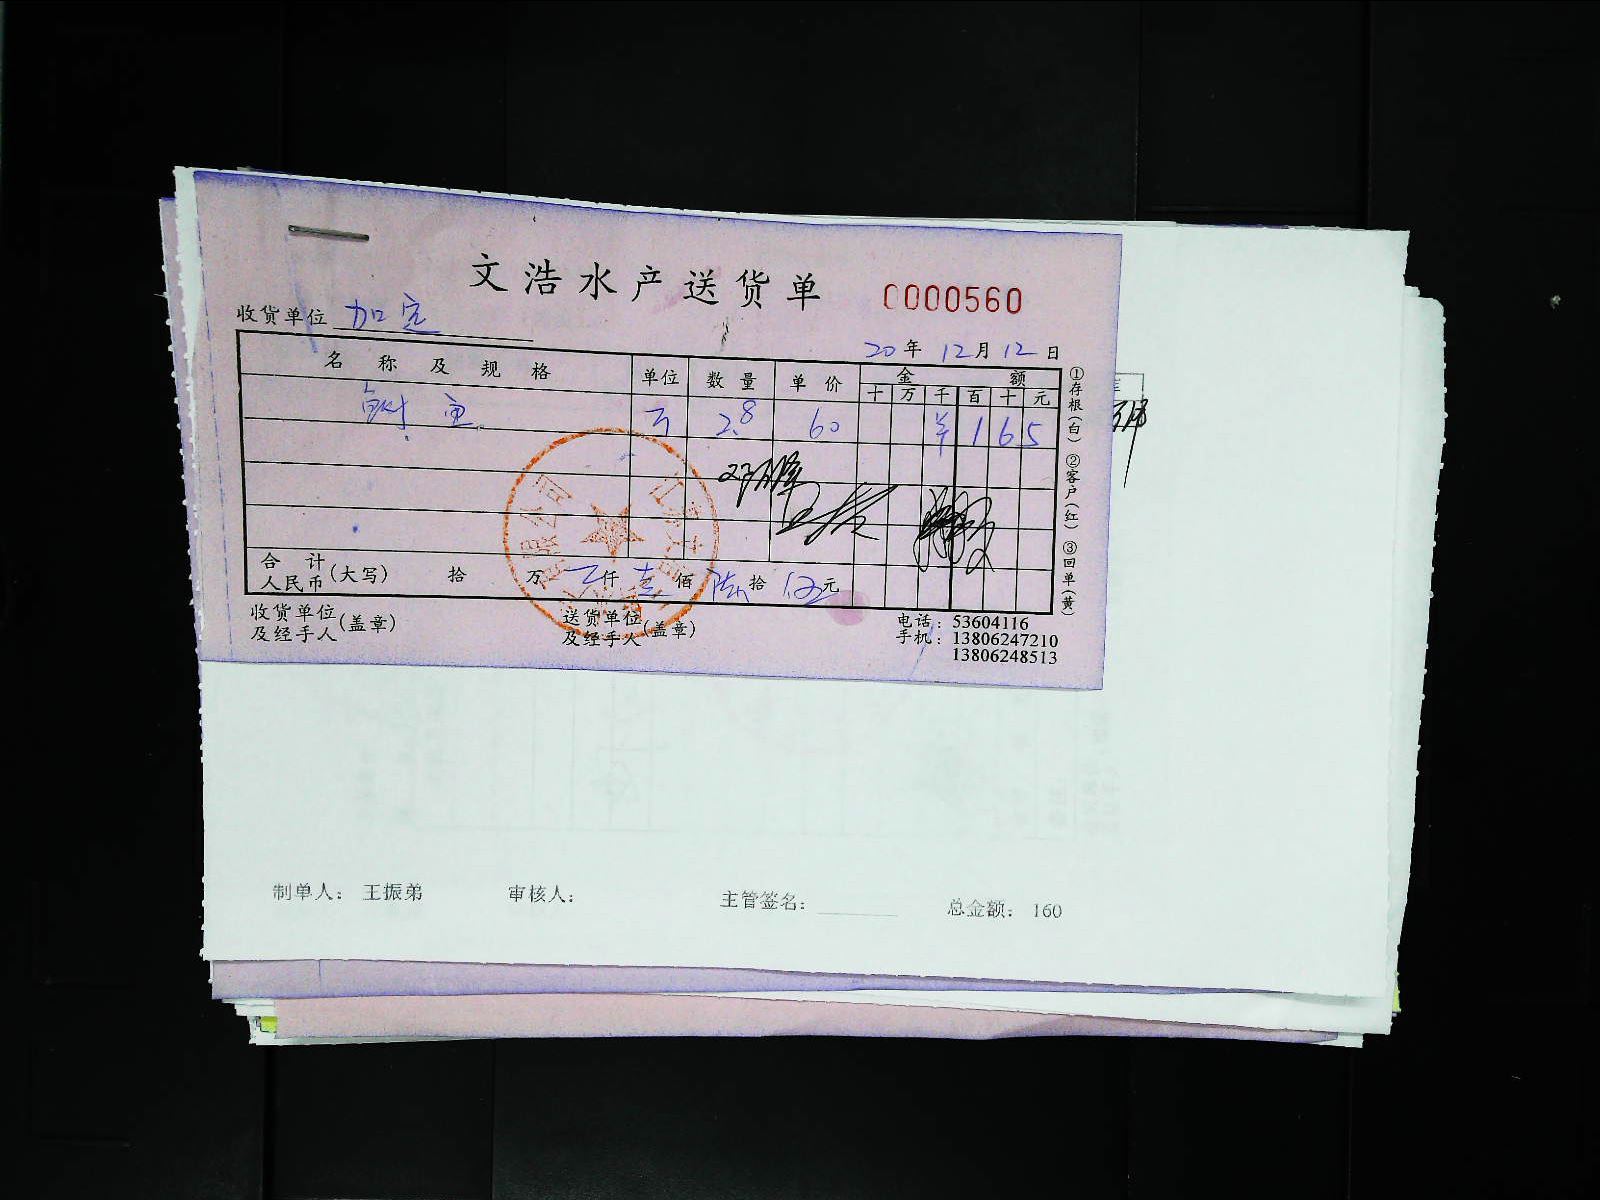 文浩水产送货单 0000560
收货单位 加定
20年12月12日
名称及规格 单位 数量 单价 金额
十 万 千 百 十 元
鱼 2.8 60 ¥ 1 6 5
合计
人民币 (大写) 拾 万 仟 壹佰 陆拾 元
收货单位
及经手人 (盖章)
送货单位
及经手人 (盖章)
电话：53604116
手机：13806247210
13806248513
①存根(白) ②客户(红) ③回单(黄)
制单人： 王振弟 审核人： 主管签名： 总金额： 160